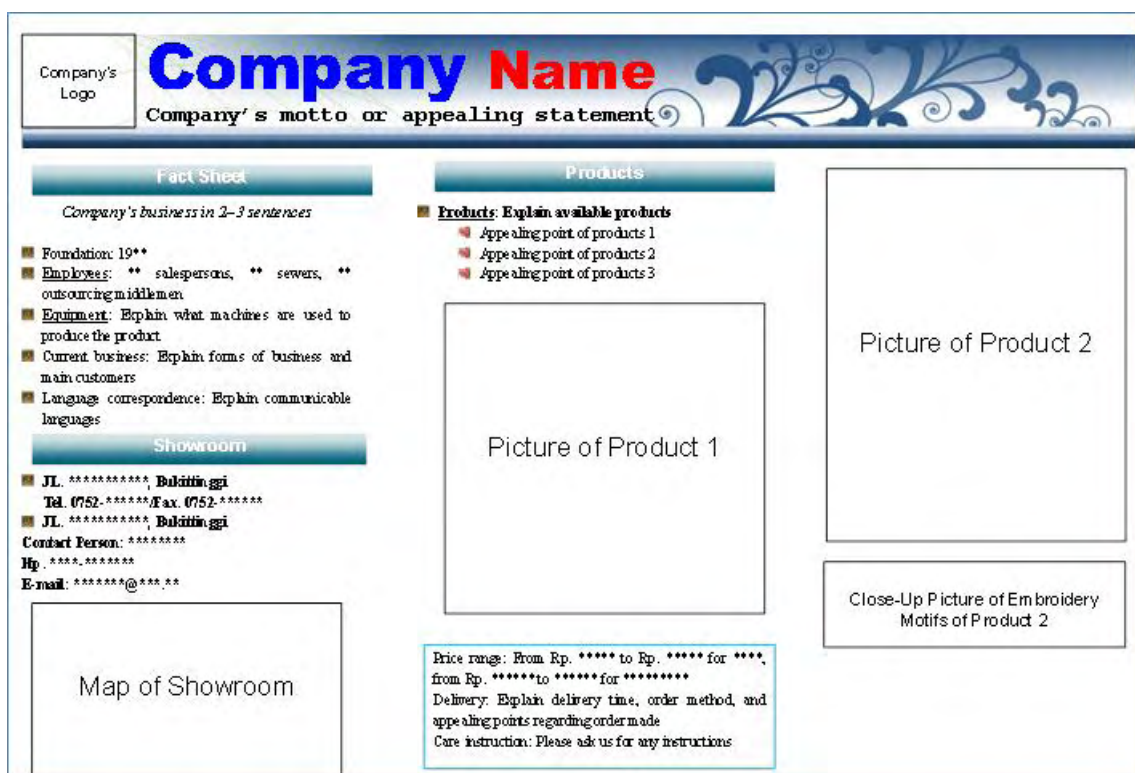 Company's
Logo
Company Name
Company's motto or appealing statement
Fact Sheet
Company's business in 2–3 sentences
Foundation: 19**
Employees: ** salespersons, ** sewers, **
outsourcing middlemen
Equipment: Explain what machines are used to
produce the product
Current business: Explain forms of business and
main customers
Language correspondence: Explain communicable
languages
Showroom
JL. ***********, Bukittinggi
Tel. 0752-******/Fax. 0752-******
JL. ***********, Bukittinggi
Contact Person: ********
Hp. ****-*******
E-mail: *******@***.**
Map of Showroom
Products
Products: Explain available products
Appealing point of products 1
Appealing point of products 2
Appealing point of products 3
Picture of Product 1
Price range: From Rp. ***** to Rp. ***** for ****,
from Rp. ******to ****** for *********
Delivery: Explain delivery time, order method, and
appealing points regarding order made
Care instruction: Please ask us for any instructions
Picture of Product 2
Close-Up Picture of Embroidery
Motifs of Product 2